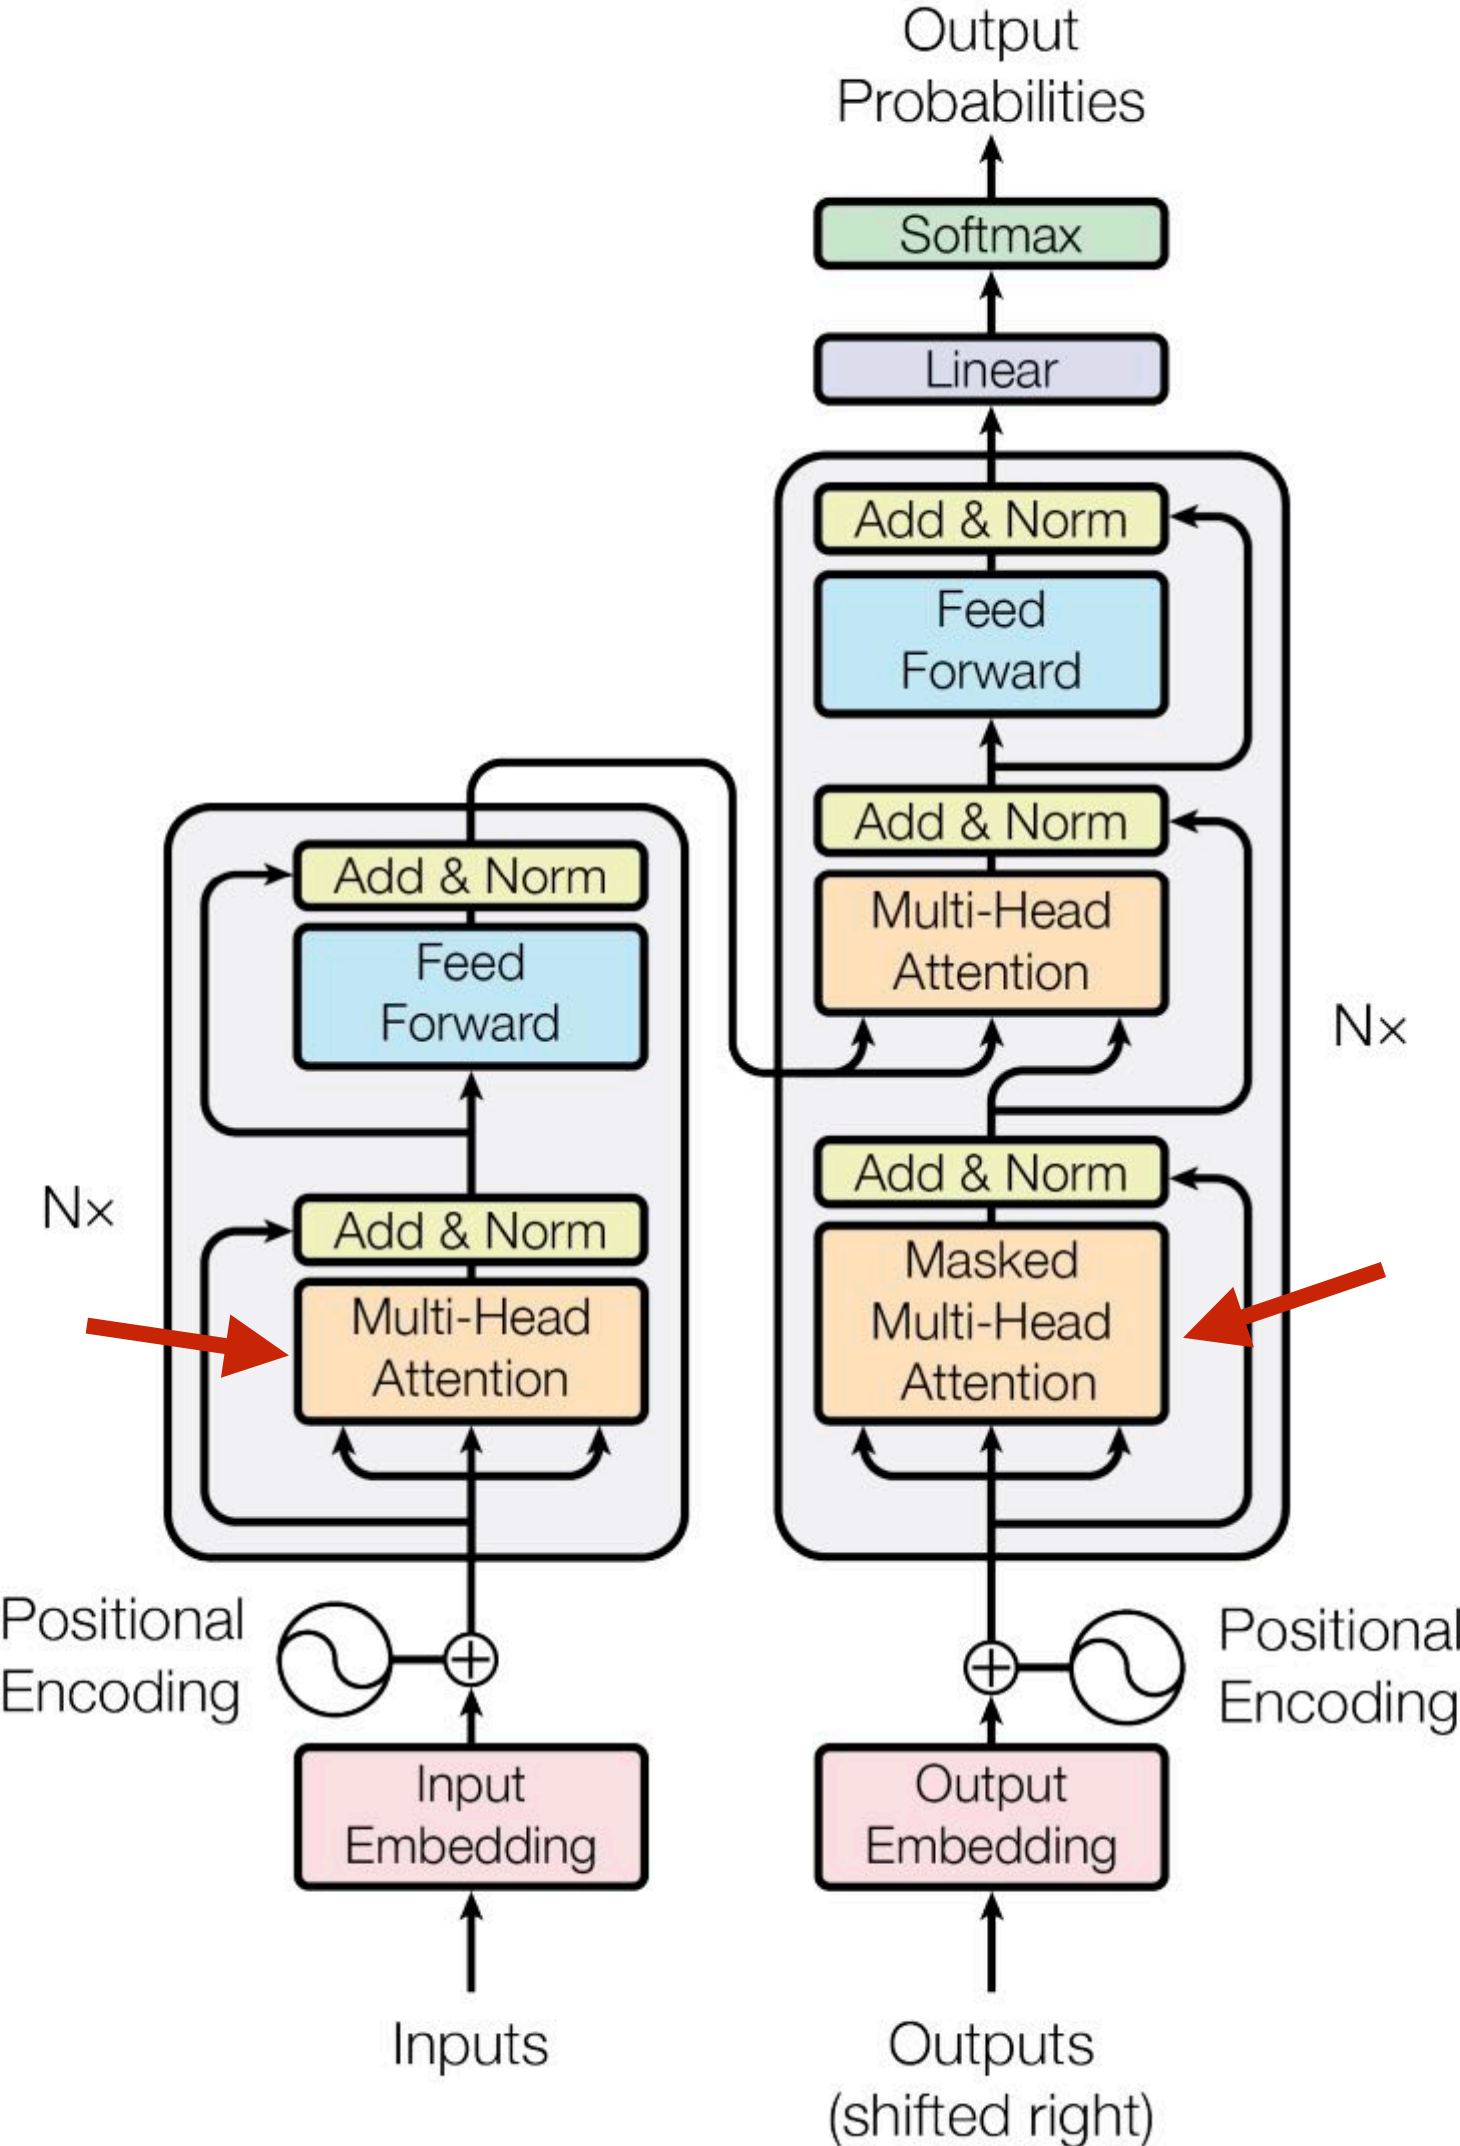 Output
Probabilities
Softmax
Linear
Add & Norm
Feed
Forward
Add & Norm
Multi-Head
Attention
Add & Norm
Masked
Multi-Head
Attention
Nx
Positional
Encoding
Output
Embedding
Outputs
(shifted right)
Add & Norm
Feed
Forward
Add & Norm
Multi-Head
Attention
N×
Positional
Encoding
Input
Embedding
Inputs